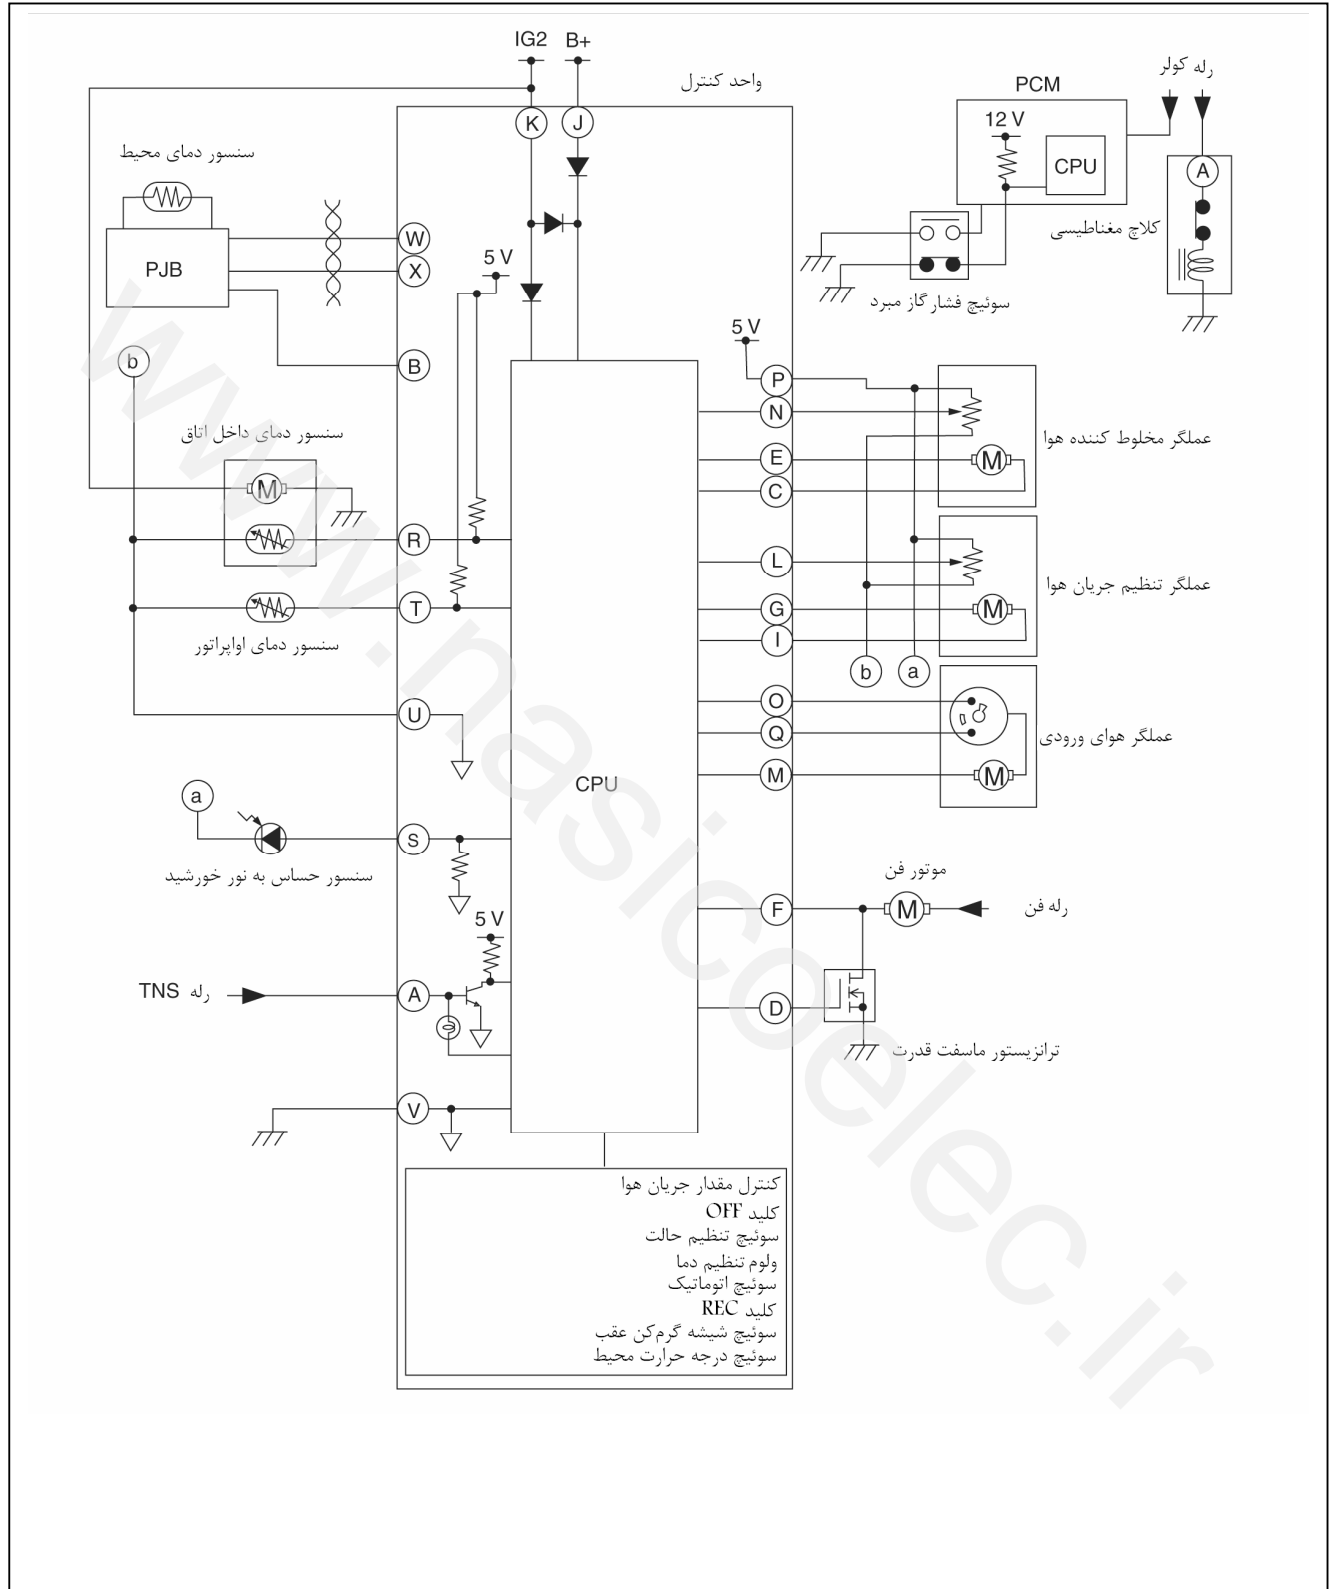 IG2 B+
واحد کنترل
K J
رله کولر
PCM
12 V
CPU
A
کلاچ مغناطیسی
سوئیچ فشار گاز مبرد
سنسور دمای محیط
PJB
W
X
B
5 V
b
سنسور دمای داخل اتاق
M
R
T
سنسور دمای اواپراتور
U
a
S
سنسور حساس به نور خورشید
5 V
رله TNS
A
V
CPU
5 V
P
N
E
C
M
عملگر مخلوط کننده هوا
L
G
I
M
عملگر تنظیم جریان هوا
b a
O
Q
M
M
عملگر هوای ورودی
موتور فن
F
M
رله فن
D
ترانزیستور ماسفت قدرت
کنترل مقدار جریان هوا
کلید OFF
سوئیچ تنظیم حالت
ولوم تنظیم دما
سوئیچ اتوماتیک
کلید REC
سوئیچ شیشه گرم‌کن عقب
سوئیچ درجه حرارت محیط
www.nasicoelec.ir